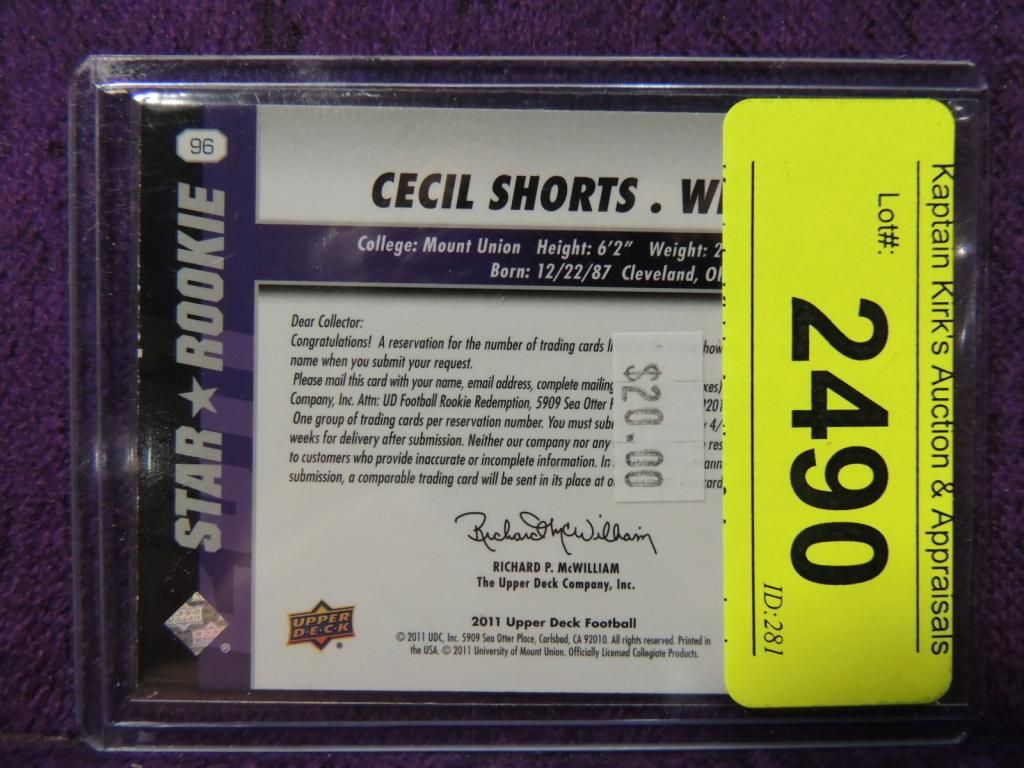 96
STAR ★ ROOKIE
CECIL SHORTS . W
College: Mount Union Height: 6'2" Weight: 2
Born: 12/22/87 Cleveland, O
Dear Collector:
Congratulations! A reservation for the number of trading cards
name when you submit your request.
Please mail this card with your name, email address, complete mailing
Company, Inc. Attn: UD Football Rookie Redemption, 5909 Sea Otter
One group of trading cards per reservation number. You must 4/
weeks for delivery after submission. Neither our company nor any
to customers who provide inaccurate or incomplete information. In
submission, a comparable trading card will be sent in its place at
$20.00
Richard P McWilliam
RICHARD P. McWILLIAM
The Upper Deck Company, Inc.
UPPER
D·E·C·K
®
®
2011 Upper Deck Football
© 2011 UDC, Inc. 5909 Sea Otter Place, Carlsbad, CA 92010. All rights reserved. Printed in
the USA. © 2011 University of Mount Union. Officially Licensed Collegiate Products.
Kaptain Kirk's Auction & Appraisals
Lot#:
2490
ID:281